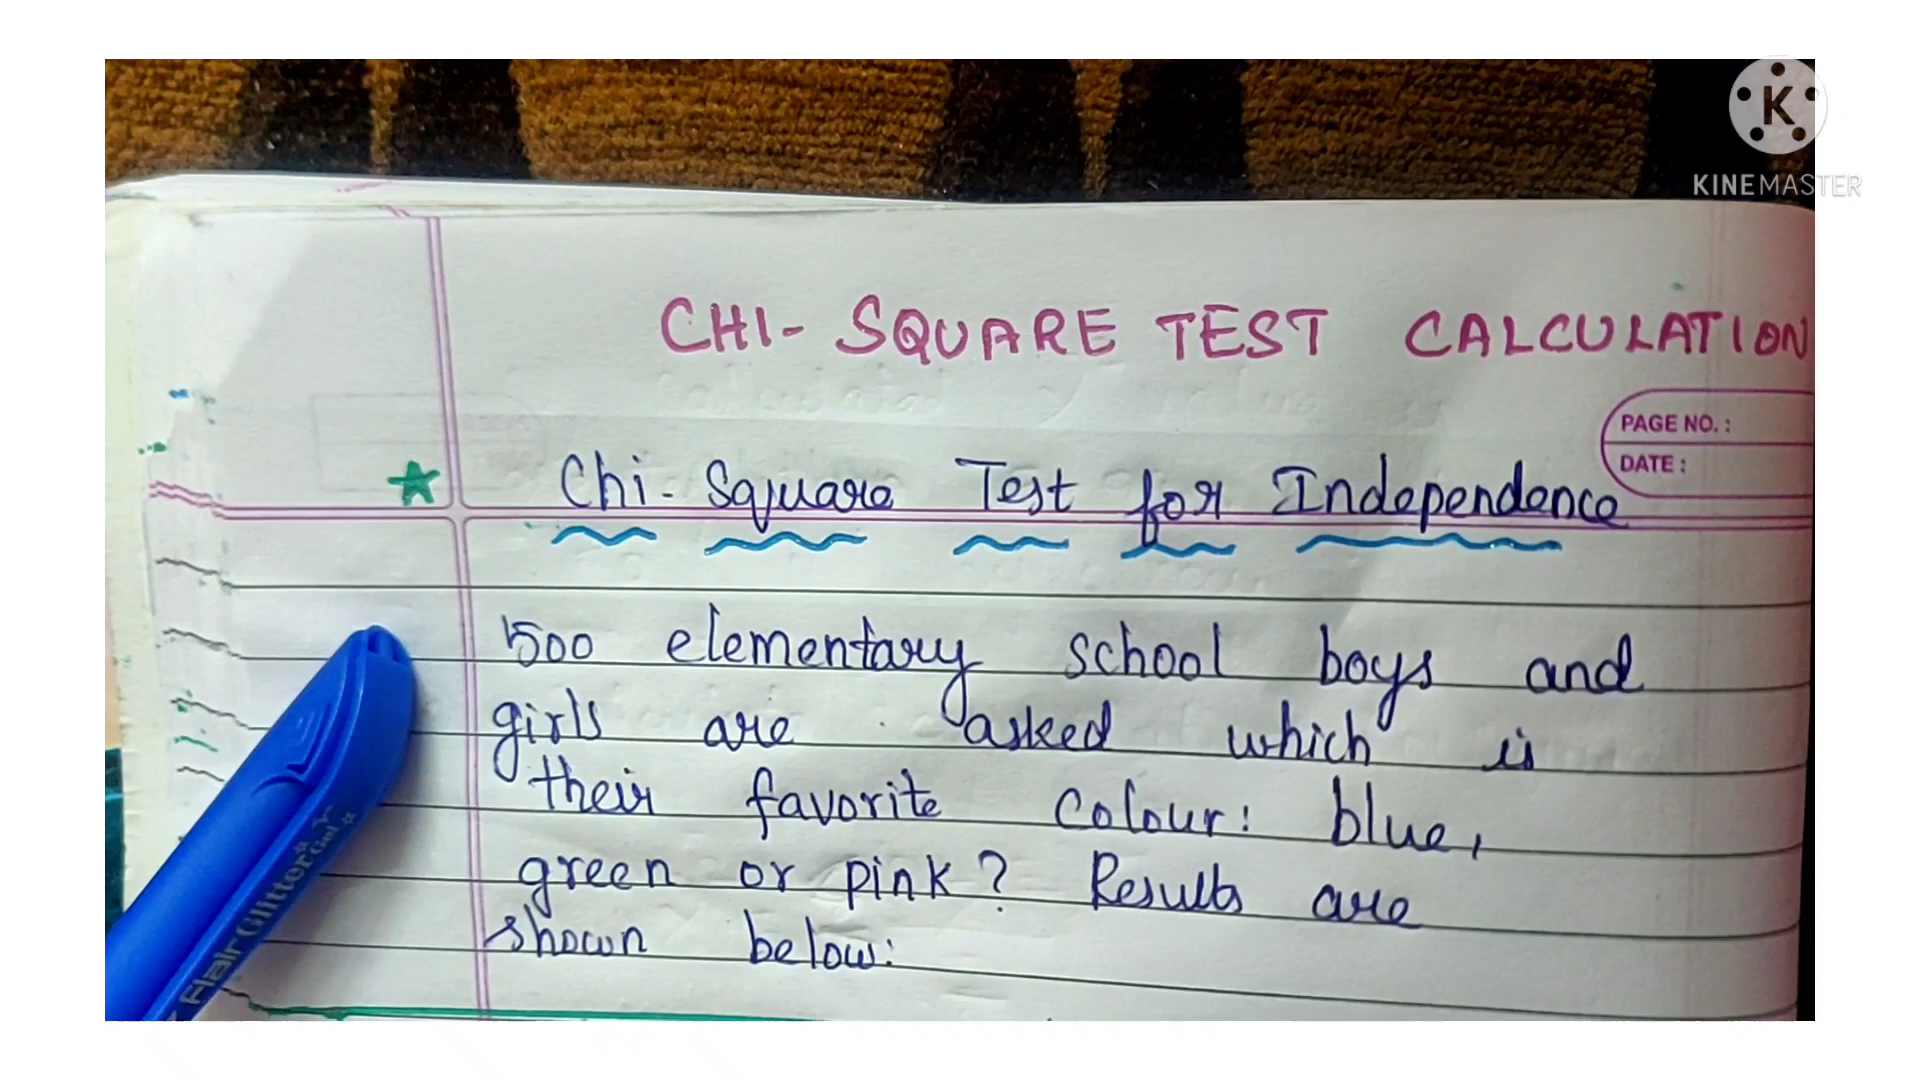 K
KINEMASTER
CHI-SQUARE TEST CALCULATION
PAGE NO.:
DATE:
Chi-Square Test for Independence
500 elementary school boys and
girls are asked which is
their favorite colour: blue,
green or pink? Results are
shown below:
Flair Glitter Gel